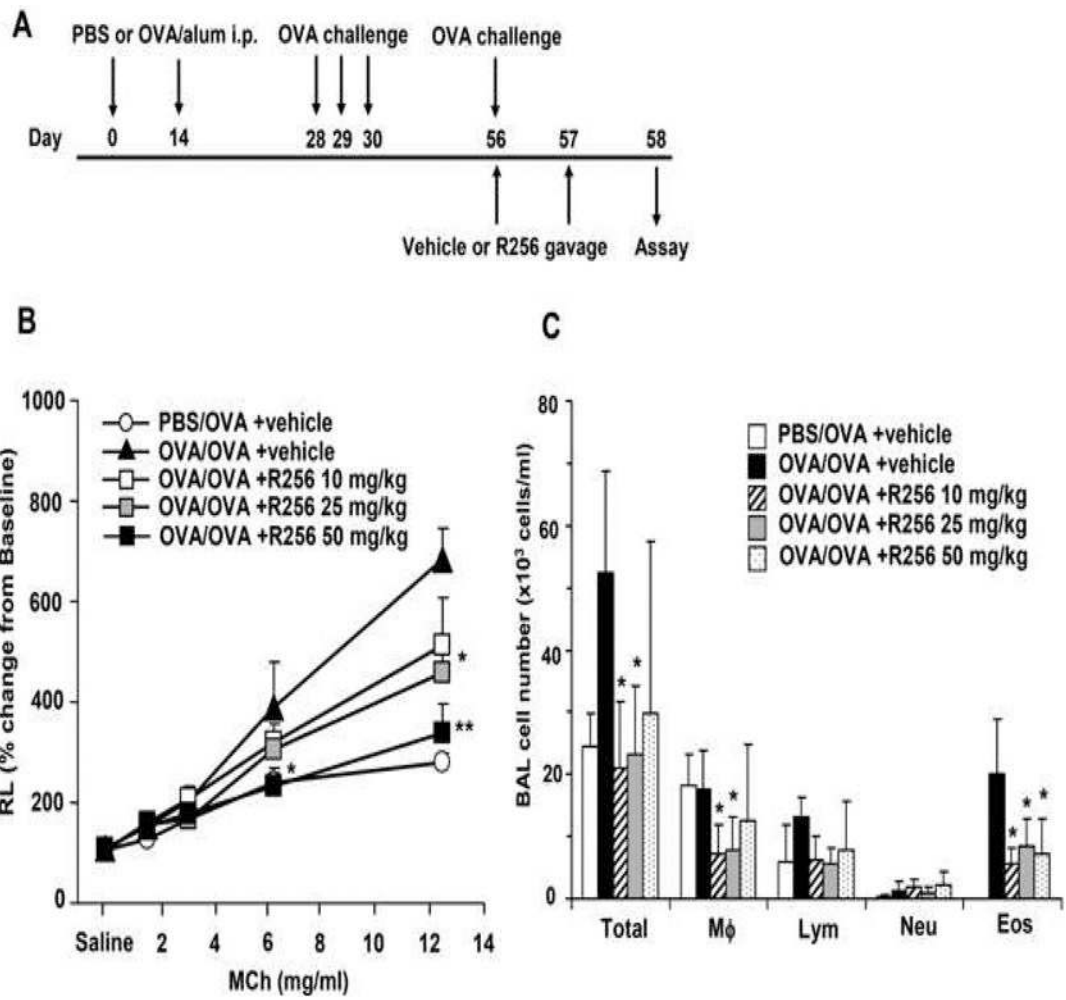 A
PBS or OVA/alum i.p. OVA challenge OVA challenge
Day 0 14 28 29 30 56 57 58
Vehicle or R256 gavage Assay
B
RL (% change from Baseline)
1000
800
600
400
200
0
PBS/OVA +vehicle
OVA/OVA +vehicle
OVA/OVA +R256 10 mg/kg
OVA/OVA +R256 25 mg/kg
OVA/OVA +R256 50 mg/kg
*
**
*
Saline 2 4 6 8 10 12 14
MCh (mg/ml)
C
BAL cell number (x10³ cells/ml)
80
60
40
20
0
PBS/OVA +vehicle
OVA/OVA +vehicle
OVA/OVA +R256 10 mg/kg
OVA/OVA +R256 25 mg/kg
OVA/OVA +R256 50 mg/kg
* *
* *
* * *
Total Mϕ Lym Neu Eos